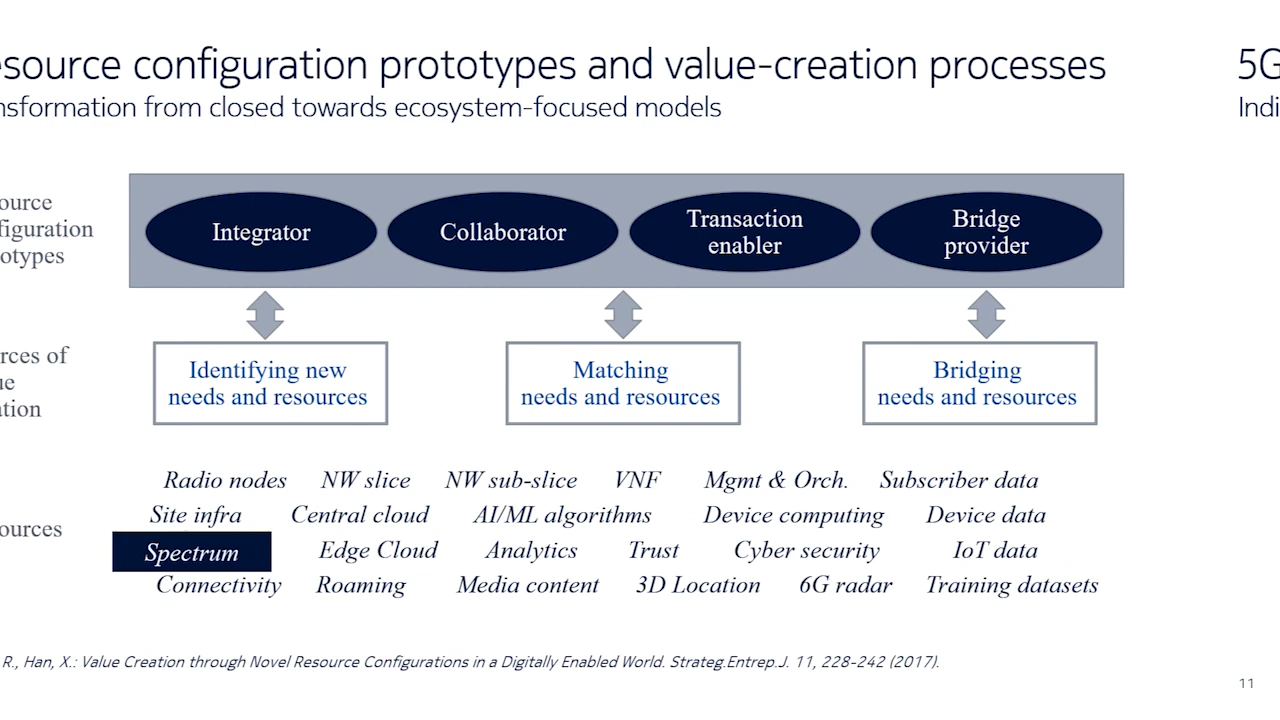 esource configuration prototypes and value-creation processes
nsformation from closed towards ecosystem-focused models
5G
Indi
ource
figuration
otypes
Integrator
Collaborator
Transaction
enabler
Bridge
provider
rces of
ue
ation
Identifying new
needs and resources
Matching
needs and resources
Bridging
needs and resources
ources
Radio nodes NW slice NW sub-slice VNF Mgmt & Orch. Subscriber data
Site infra Central cloud AI/ML algorithms Device computing Device data
Spectrum Edge Cloud Analytics Trust Cyber security IoT data
Connectivity Roaming Media content 3D Location 6G radar Training datasets
R., Han, X.: Value Creation through Novel Resource Configurations in a Digitally Enabled World. Strateg.Entrep.J. 11, 228-242 (2017).
11